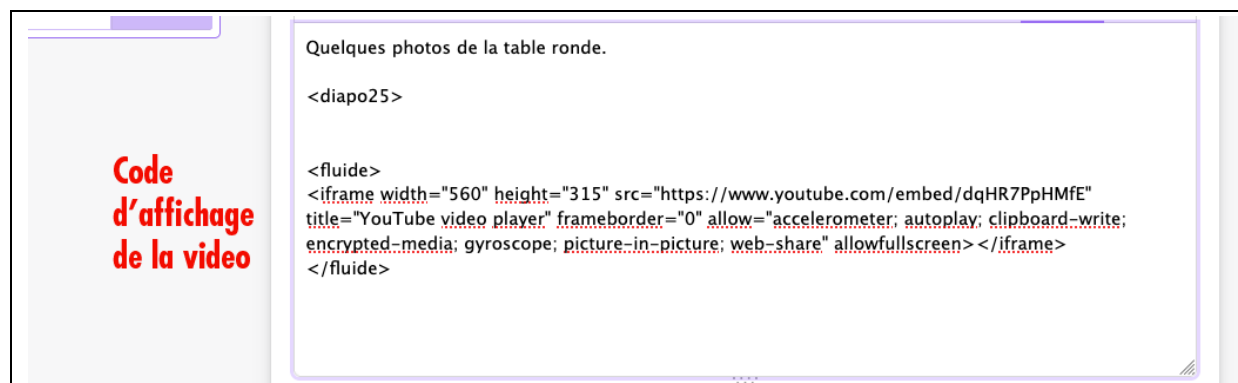 Quelques photos de la table ronde.
<diapo25>
Code
d'affichage
de la video
<fluide>
<iframe width="560" height="315" src="https://www.youtube.com/embed/dqHR7PpHMfE"
title="YouTube video player" frameborder="0" allow="accelerometer; autoplay; clipboard-write;
encrypted-media; gyroscope; picture-in-picture; web-share" allowfullscreen></iframe>
</fluide>